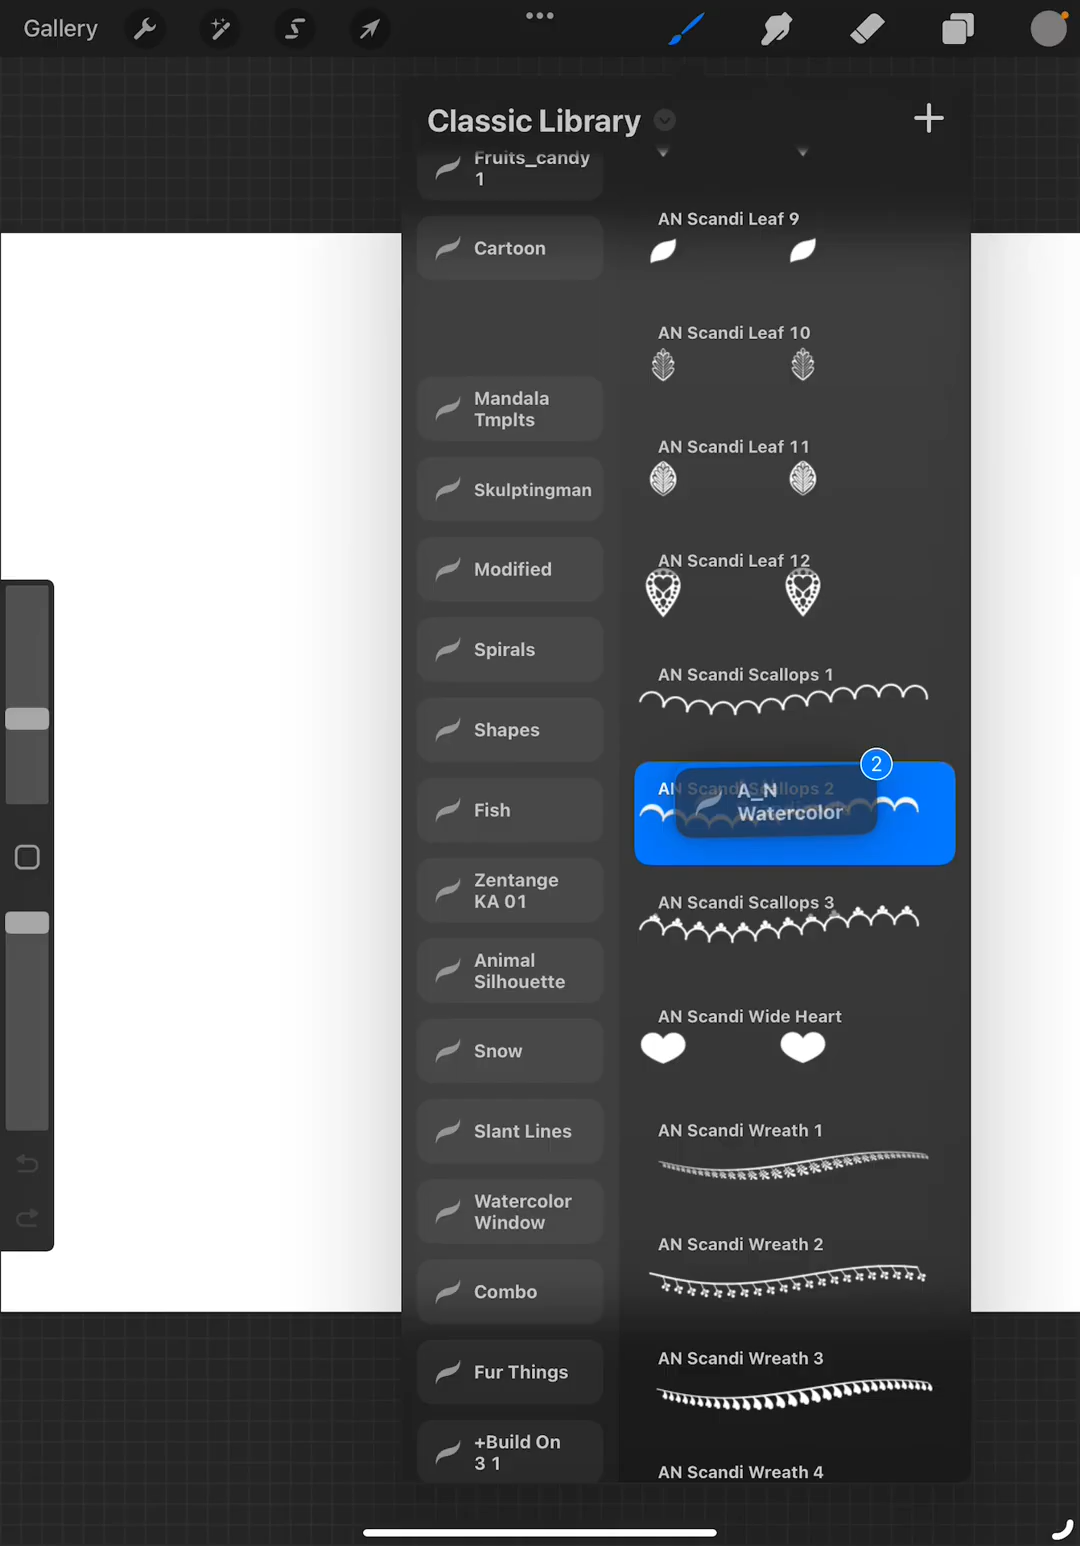 Gallery
Classic Library
Fruits_candy
1
Cartoon
Mandala
Tmplts
Skulptingman
Modified
Spirals
Shapes
Fish
Zentange
KA 01
Animal
Silhouette
Snow
Slant Lines
Watercolor
Window
Combo
Fur Things
+Build On
3 1
AN Scandi Leaf 9
AN Scandi Leaf 10
AN Scandi Leaf 11
AN Scandi Leaf 12
AN Scandi Scallops 1
AN Scandi Scallops 2
2
A_N
Watercolor
AN Scandi Scallops 3
AN Scandi Wide Heart
AN Scandi Wreath 1
AN Scandi Wreath 2
AN Scandi Wreath 3
AN Scandi Wreath 4